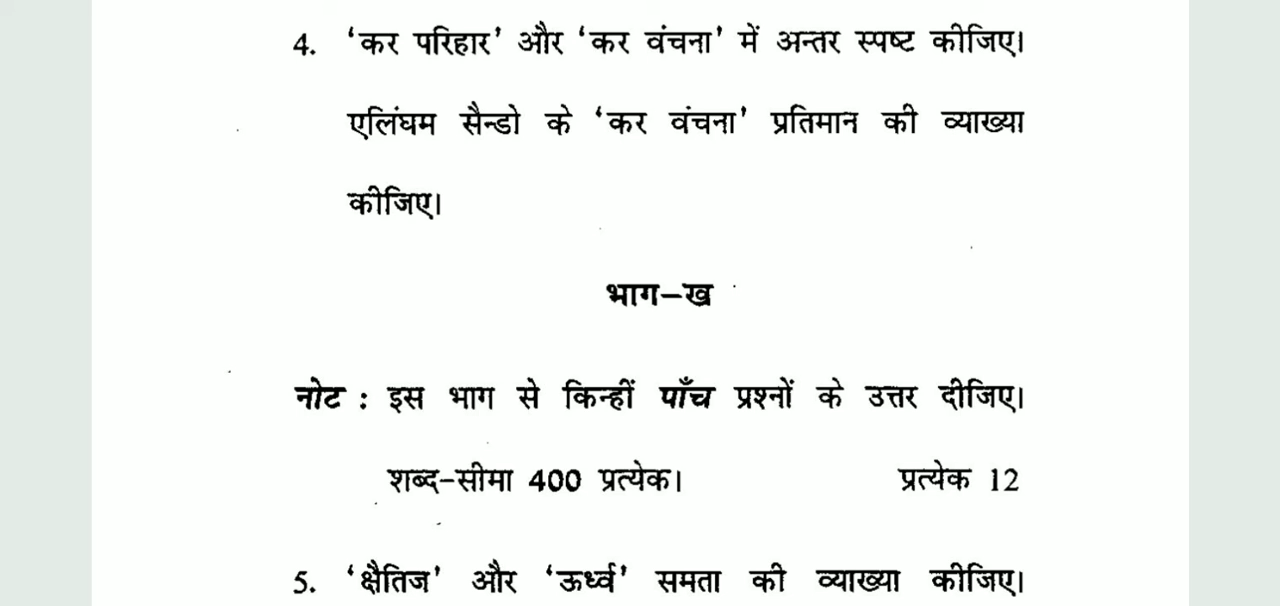 4. ‘कर परिहार’ और ‘कर वंचना’ में अन्तर स्पष्ट कीजिए।
एलिंघम सैन्डो के ‘कर वंचना’ प्रतिमान की व्याख्या
कीजिए।
भाग–ख
नोट : इस भाग से किन्हीं पाँच प्रश्नों के उत्तर दीजिए।
शब्द-सीमा 400 प्रत्येक। प्रत्येक 12
5. ‘क्षैतिज’ और ‘ऊर्ध्व’ समता की व्याख्या कीजिए।